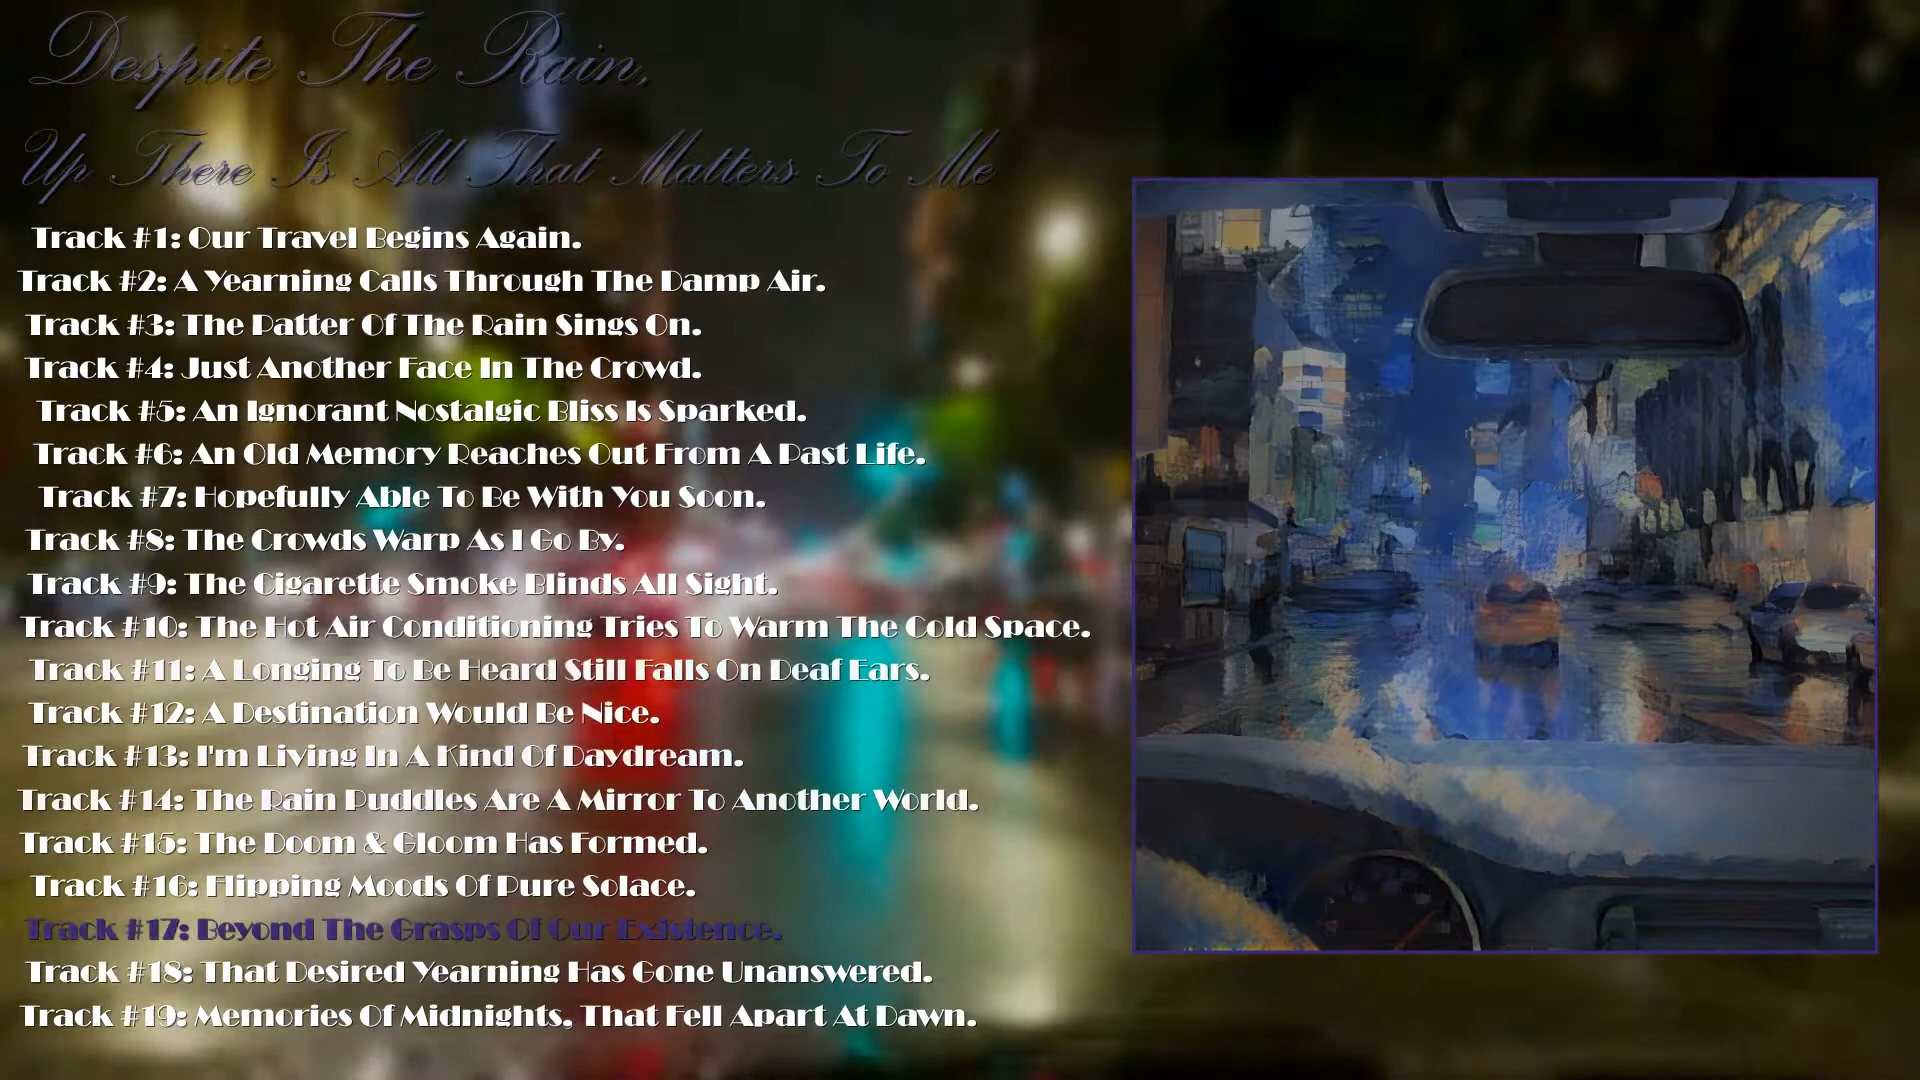 Despite The Rain,
Up There Is All That Matters To Me
Track #1: Our Travel Begins Again.
Track #2: A Yearning Calls Through The Damp Air.
Track #3: The Patter Of The Rain Sings On.
Track #4: Just Another Face In The Crowd.
Track #5: An Ignorant Nostalgic Bliss Is Sparked.
Track #6: An Old Memory Reaches Out From A Past Life.
Track #7: Hopefully Able To Be With You Soon.
Track #8: The Crowds Warp As I Go By.
Track #9: The Cigarette Smoke Blinds All Sight.
Track #10: The Hot Air Conditioning Tries To Warm The Cold Space.
Track #11: A Longing To Be Heard Still Falls On Deaf Ears.
Track #12: A Destination Would Be Nice.
Track #13: I'm Living In A Kind Of Daydream.
Track #14: The Rain Puddles Are A Mirror To Another World.
Track #15: The Doom & Gloom Has Formed.
Track #16: Flipping Moods Of Pure Solace.
Track #17: Beyond The Grasps Of Our Existence.
Track #18: That Desired Yearning Has Gone Unanswered.
Track #19: Memories Of Midnights, That Fell Apart At Dawn.